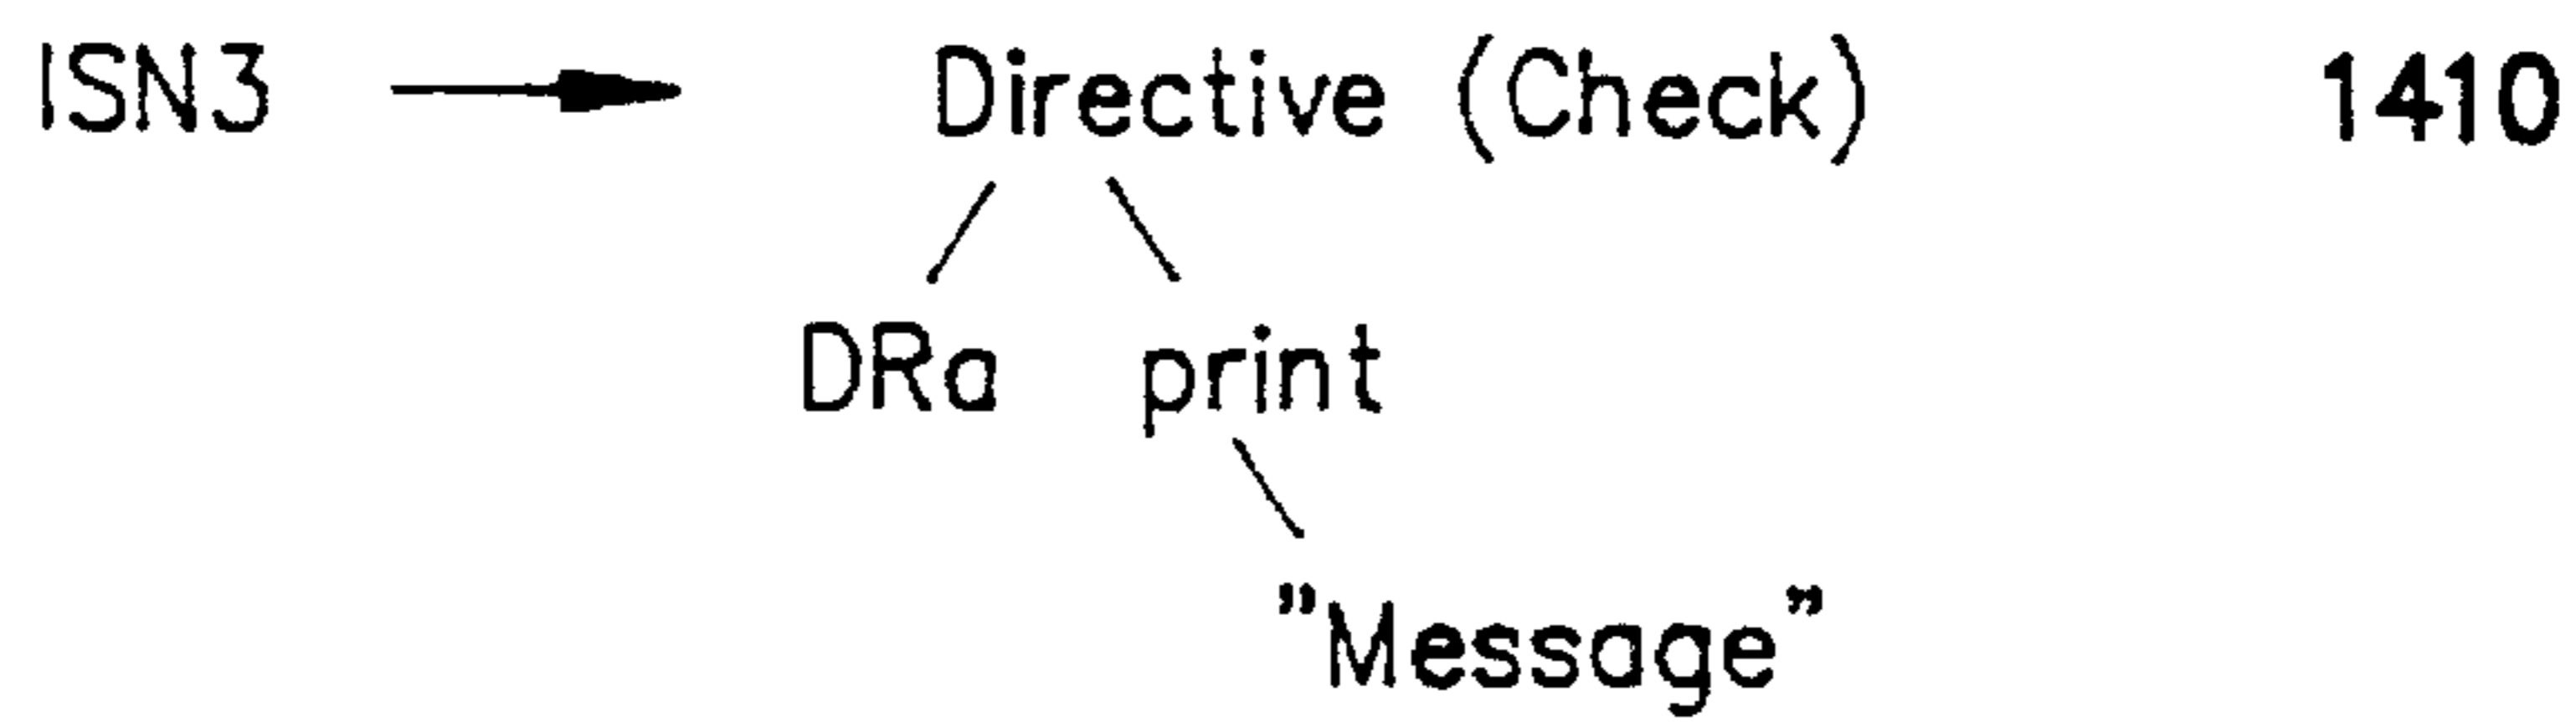 ISN3 Directive (Check) 1410
DRa print
"Message"